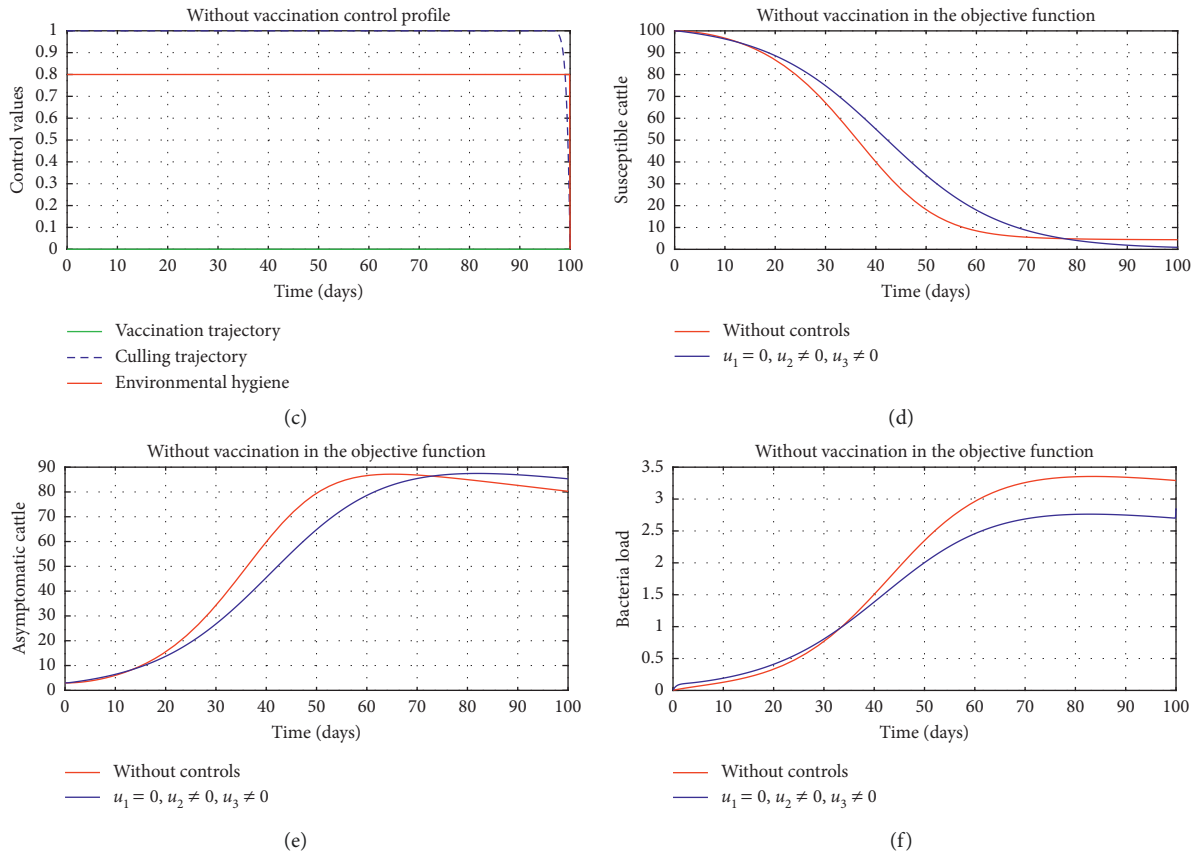 Without vaccination control profile
1
0.9
0.8
0.7
0.6
0.5
0.4
0.3
0.2
0.1
0
Control values
0 10 20 30 40 50 60 70 80 90 100
Time (days)
Vaccination trajectory
Culling trajectory
Environmental hygiene
(c)
Without vaccination in the objective function
100
90
80
70
60
50
40
30
20
10
0
Susceptible cattle
0 10 20 30 40 50 60 70 80 90 100
Time (days)
Without controls
u₁ = 0, u₂ ≠ 0, u₃ ≠ 0
(d)
Without vaccination in the objective function
90
80
70
60
50
40
30
20
10
0
Asymptomatic cattle
0 10 20 30 40 50 60 70 80 90 100
Time (days)
Without controls
u₁ = 0, u₂ ≠ 0, u₃ ≠ 0
(e)
Without vaccination in the objective function
3.5
3
2.5
2
1.5
1
0.5
0
Bacteria load
0 10 20 30 40 50 60 70 80 90 100
Time (days)
Without controls
u₁ = 0, u₂ ≠ 0, u₃ ≠ 0
(f)